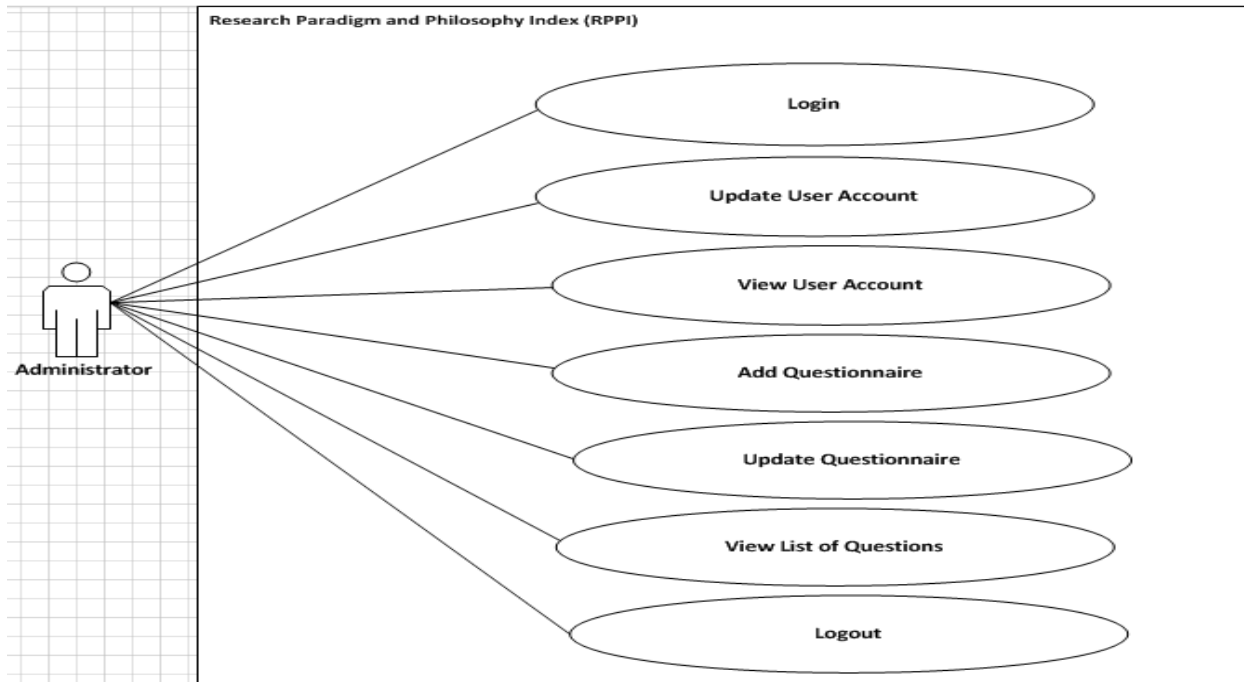 Research Paradigm and Philosophy Index (RPPI)
Login
Update User Account
View User Account
Administrator
Add Questionnaire
Update Questionnaire
View List of Questions
Logout